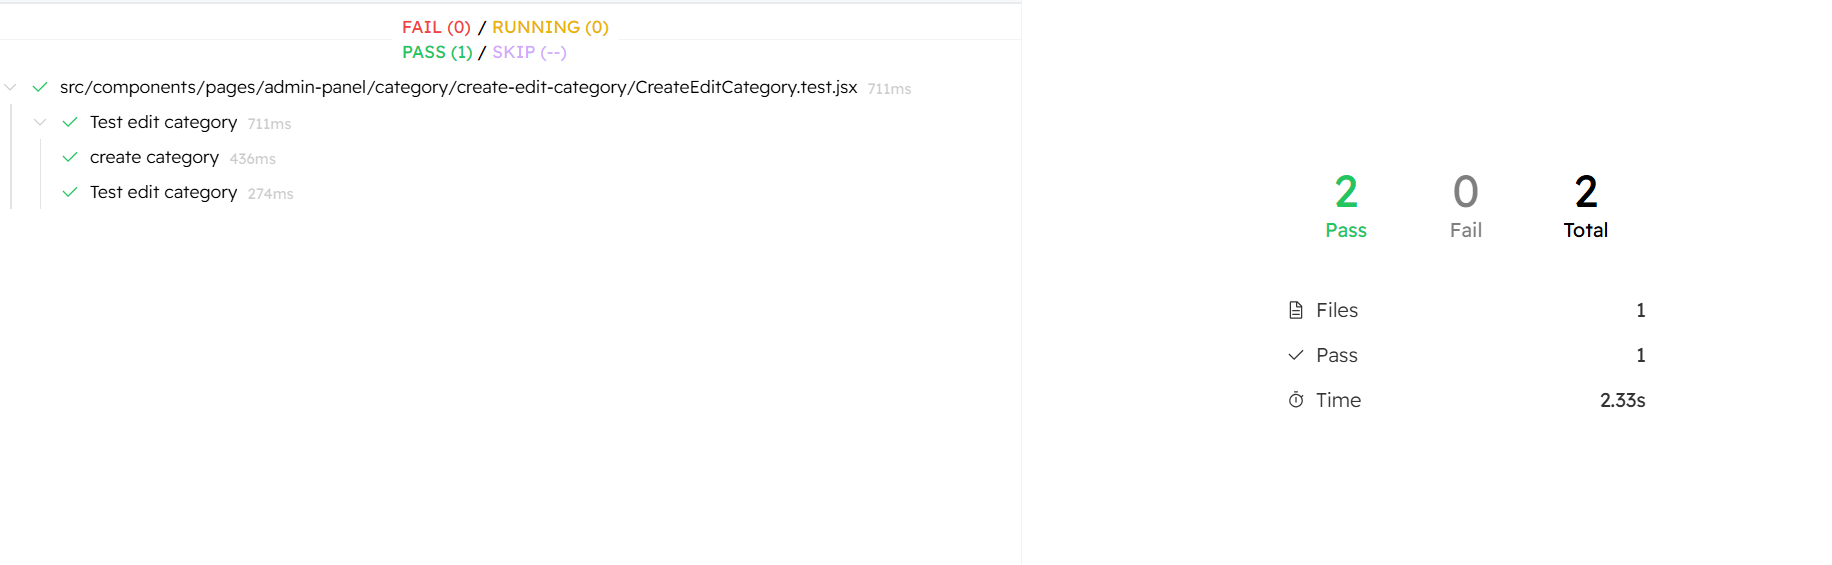 FAIL (0) / RUNNING (0)
PASS (1) / SKIP (--)
src/components/pages/admin-panel/category/create-edit-category/CreateEditCategory.test.jsx 711ms
Test edit category 711ms
create category 436ms
Test edit category 274ms
2 0 2
Pass Fail Total
Files 1
Pass 1
Time 2.33s